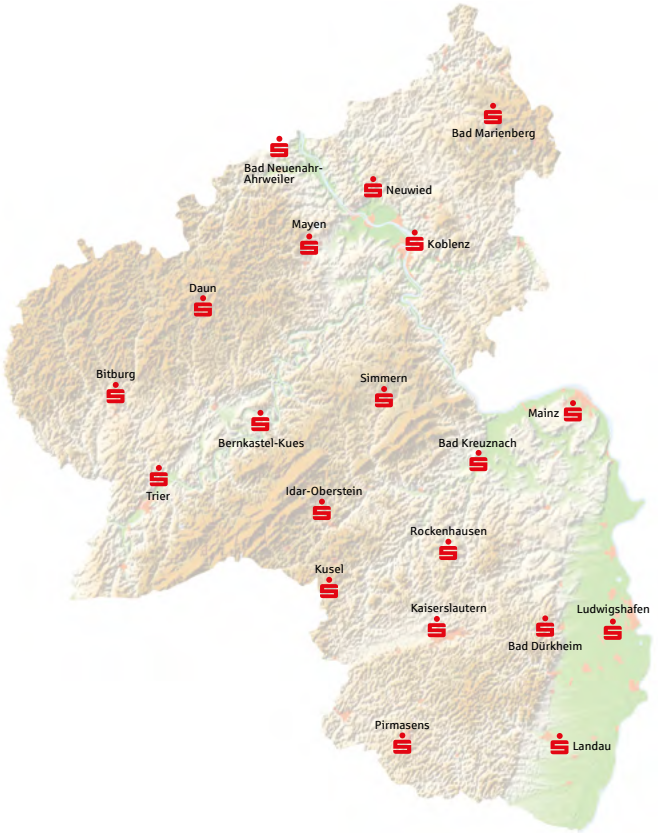 Bad Marienberg
Bad Neuenahr-
Ahrweiler
Neuwied
Mayen
Koblenz
Daun
Bitburg
Simmern
Mainz
Bernkastel-Kues
Bad Kreuznach
Trier
Idar-Oberstein
Rockenhausen
Kusel
Kaiserslautern
Ludwigshafen
Bad Dürkheim
Pirmasens
Landau